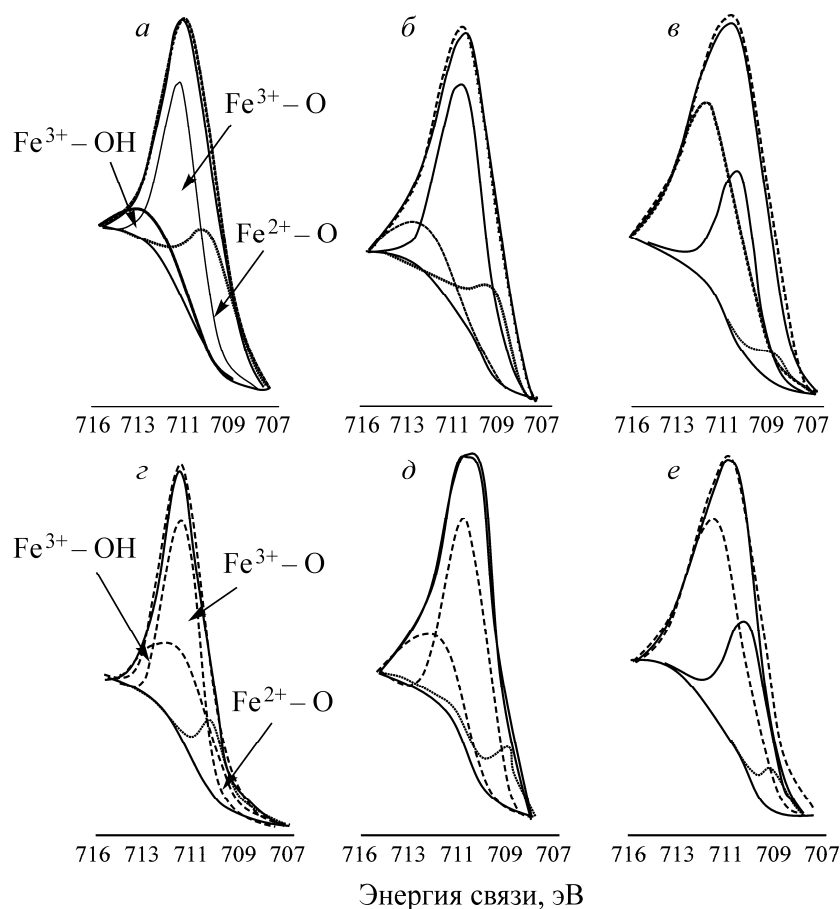 а б в
Fe3+ – O
Fe3+ – OH
Fe2+ – O
716 713 711 709 707 716 713 711 709 707 716 713 711 709 707
г д е
Fe3+ – OH
Fe3+ – O
Fe2+ – O
716 713 711 709 707 716 713 711 709 707 716 713 711 709 707
Энергия связи, эВ